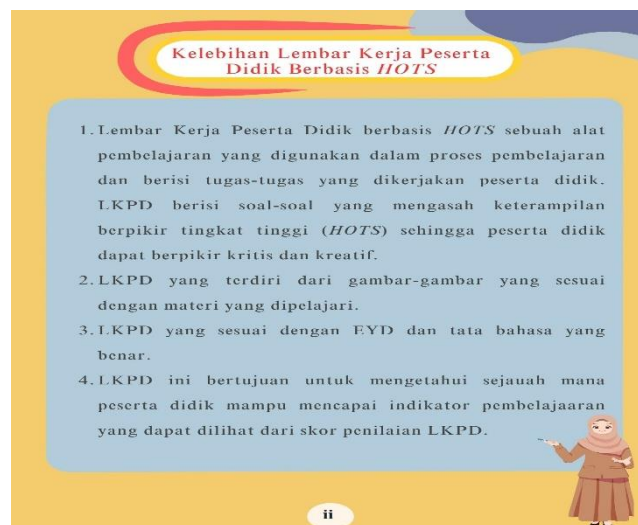 Kelebihan Lembar Kerja Peserta
Didik Berbasis HOTS
1. Lembar Kerja Peserta Didik berbasis HOTS sebuah alat
pembelajaran yang digunakan dalam proses pembelajaran
dan berisi tugas-tugas yang dikerjakan peserta didik.
LKPD berisi soal-soal yang mengasah keterampilan
berpikir tingkat tinggi (HOTS) sehingga peserta didik
dapat berpikir kritis dan kreatif.
2. LKPD yang terdiri dari gambar-gambar yang sesuai
dengan materi yang dipelajari.
3. LKPD yang sesuai dengan EYD dan tata bahasa yang
benar.
4. LKPD ini bertujuan untuk mengetahui sejauah mana
peserta didik mampu mencapai indikator pembelajaaran
yang dapat dilihat dari skor penilaian LKPD.
ii